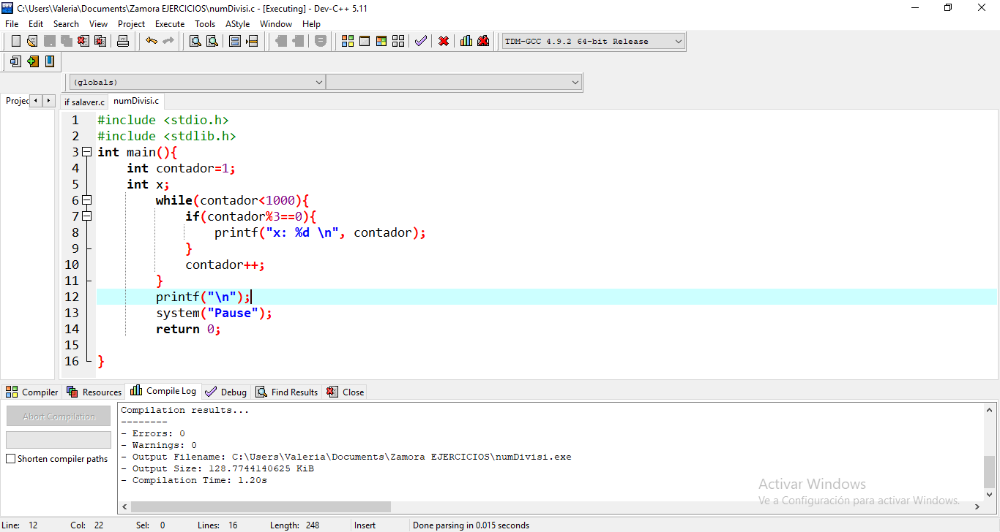 C:\Users\Valeria\Documents\Zamora EJERCICIOS\numDivisi.c - [Executing] - Dev-C++ 5.11
File Edit Search View Project Execute Tools AStyle Window Help
TDM-GCC 4.9.2 64-bit Release
(globals)
Projec if salaver.c numDivisi.c
1 #include <stdio.h>
2 #include <stdlib.h>
3 int main(){
4 int contador=1;
5 int x;
6 while(contador<1000){
7 if(contador%3==0){
8 printf("x: %d \n", contador);
9 }
10 contador++;
11 }
12 printf("\n");
13 system("Pause");
14 return 0;
15
16 }
Compiler Resources Compile Log Debug Find Results Close
Abort Compilation
Shorten compiler paths
Compilation results...
--------
- Errors: 0
- Warnings: 0
- Output Filename: C:\Users\Valeria\Documents\Zamora EJERCICIOS\numDivisi.exe
- Output Size: 128.7744140625 KiB
- Compilation Time: 1.20s
Activar Windows
Ve a Configuración para activar Windows.
Line: 12 Col: 22 Sel: 0 Lines: 16 Length: 248 Insert Done parsing in 0.015 seconds